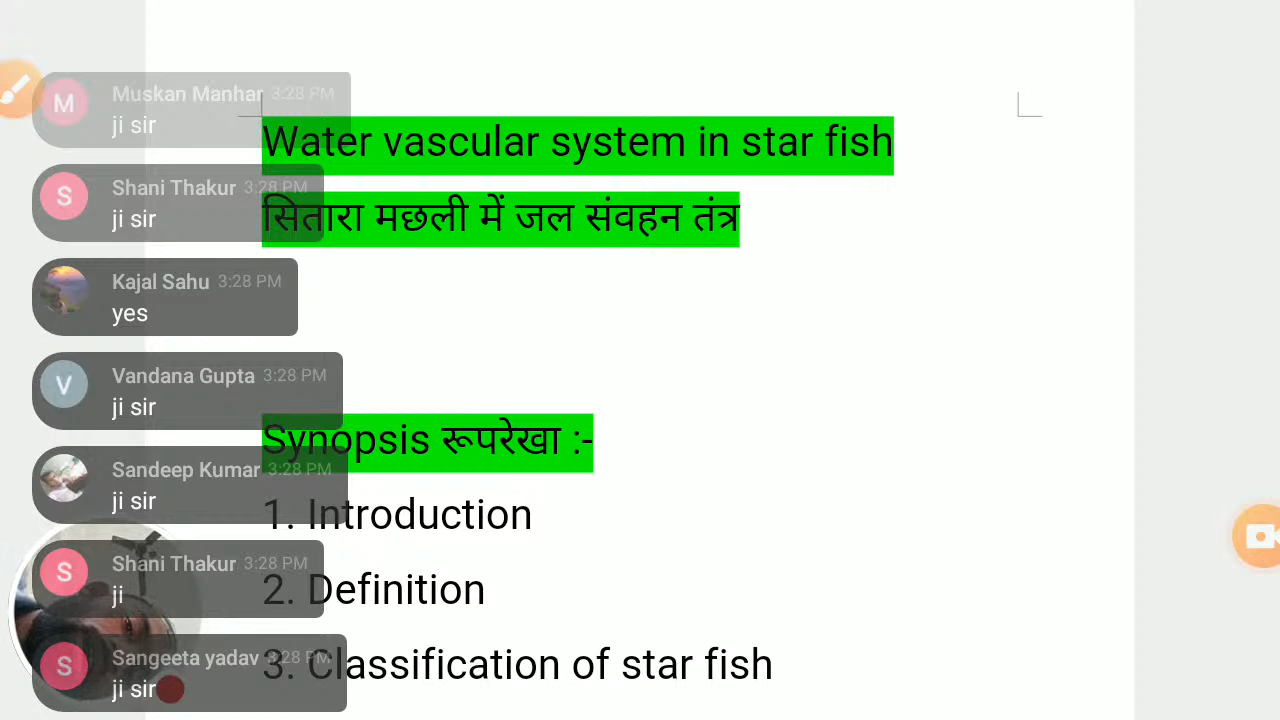 Muskan Manhar 3:28 PM
ji sir
Water vascular system in star fish
Shani Thakur 3:28 PM
ji sir
सितारा मछली में जल संवहन तंत्र
Kajal Sahu 3:28 PM
yes
Vandana Gupta 3:28 PM
ji sir
Synopsis रूपरेखा :-
Sandeep Kumar 3:28 PM
ji sir
1. Introduction
Shani Thakur 3:28 PM
ji
2. Definition
Sangeeta yadav 3:28 PM
ji sir
3. Classification of star fish